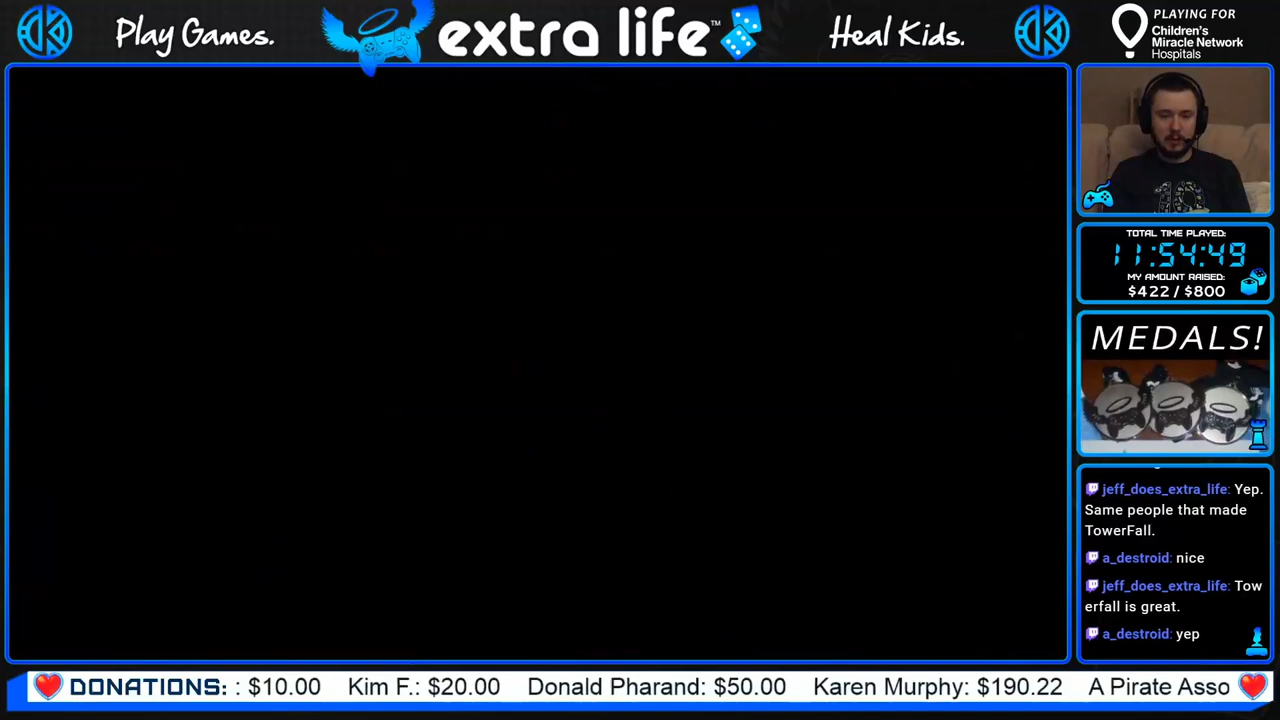 Play Games.
extra life™
Heal Kids.
PLAYING FOR
Children's
Miracle Network
Hospitals
TOTAL TIME PLAYED:
11:54:49
MY AMOUNT RAISED:
$422 / $800
MEDALS!
jeff_does_extra_life: Yep.
Same people that made
TowerFall.
a_destroid: nice
jeff_does_extra_life: Tow
erfall is great.
a_destroid: yep
DONATIONS: : $10.00 Kim F.: $20.00 Donald Pharand: $50.00 Karen Murphy: $190.22 A Pirate Asso